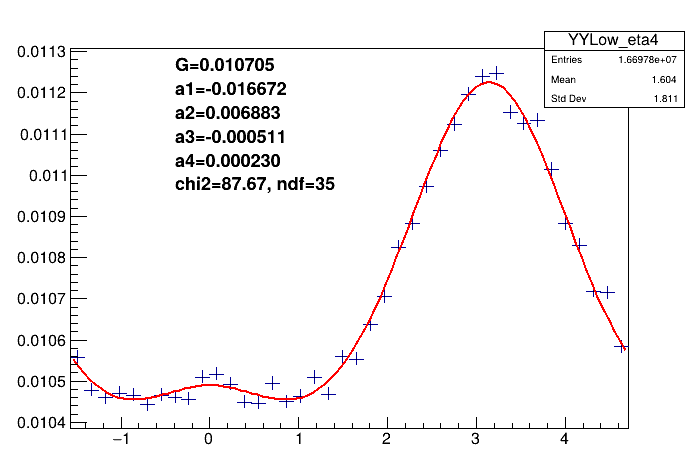 YYLow_eta4
Entries 1.66978e+07
Mean 1.604
Std Dev 1.811
G=0.010705
a1=-0.016672
a2=0.006883
a3=-0.000511
a4=0.000230
chi2=87.67, ndf=35
0.0113
0.0112
0.0111
0.011
0.0109
0.0108
0.0107
0.0106
0.0105
0.0104
−1 0 1 2 3 4